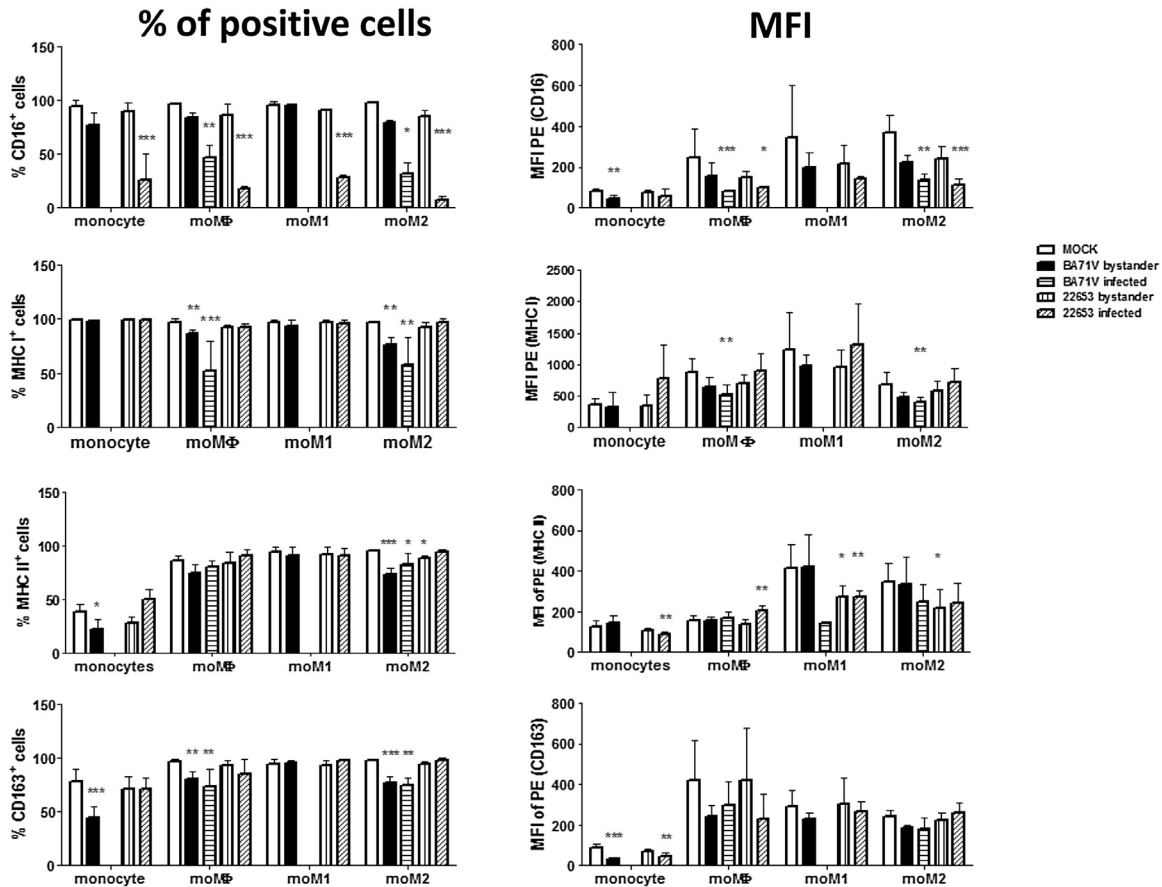 % of positive cells
MFI
% CD16+ cells
150
100
50
0
** * ***
*** *** *** ***
monocyte moMΦ moM1 moM2
MFI PE (CD16)
800
600
400
200
0
** *** * ** ***
monocyte moMΦ moM1 moM2
MOCK
BA71V bystander
BA71V infected
22653 bystander
22653 infected
% MHC I+ cells
150
100
50
0
** *** ** **
monocyte moMΦ moM1 moM2
MFI PE (MHC I)
2500
2000
1500
1000
500
0
** **
monocyte moMΦ moM1 moM2
% MHC II+ cells
150
100
50
0
* *** * *
monocytes moMΦ moM1 moM2
MFI of PE (MHC II)
800
600
400
200
0
** ** * ** *
monocytes moMΦ moM1 moM2
% CD163+ cells
150
100
50
0
*** ** ** *** **
monocyte moMΦ moM1 moM2
MFI of PE (CD163)
800
600
400
200
0
*** **
monocyte moMΦ moM1 moM2